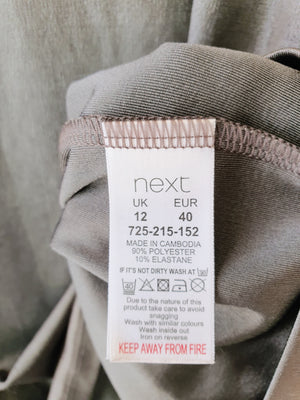 next
UK EUR
12 40
725-215-152
MADE IN CAMBODIA
90% POLYESTER
10% ELASTANE
IF IT'S NOT DIRTY WASH AT 30
40
Due to the nature of this
product take care to avoid
snagging
Wash with similar colours
Wash inside out
Iron on reverse
KEEP AWAY FROM FIRE